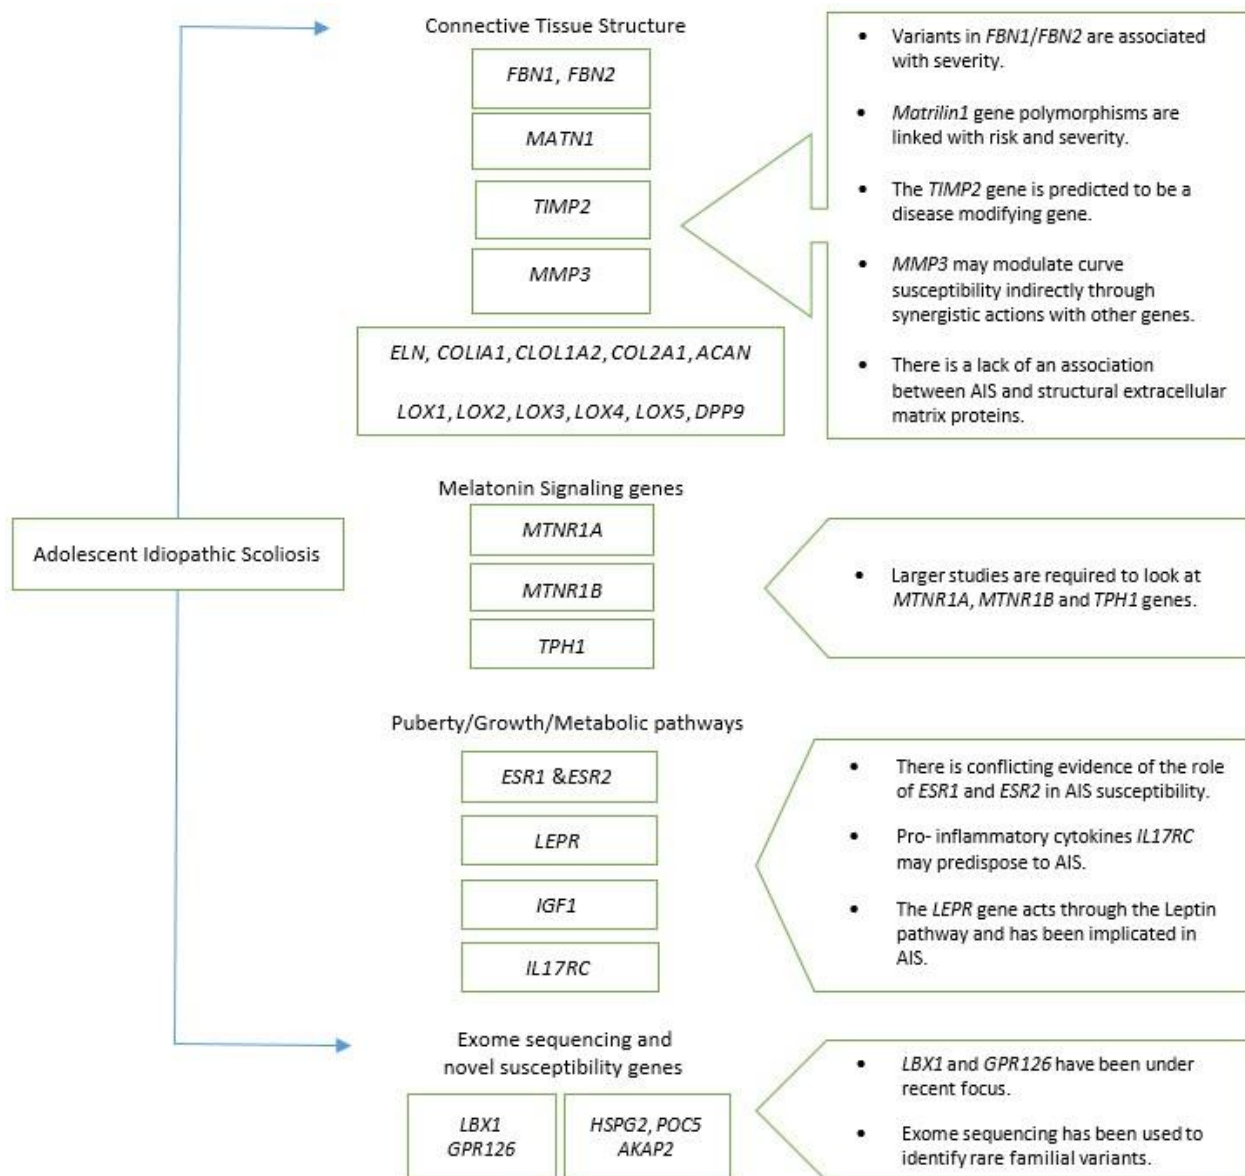 Connective Tissue Structure
FBN1, FBN2
MATN1
TIMP2
MMP3
ELN, COLIA1, CLOL1A2, COL2A1, ACAN
LOX1, LOX2, LOX3, LOX4, LOX5, DPP9
• Variants in FBN1/FBN2 are associated
with severity.
• Matrilin1 gene polymorphisms are
linked with risk and severity.
• The TIMP2 gene is predicted to be a
disease modifying gene.
• MMP3 may modulate curve
susceptibility indirectly through
synergistic actions with other genes.
• There is a lack of an association
between AIS and structural extracellular
matrix proteins.
Adolescent Idiopathic Scoliosis
Melatonin Signaling genes
MTNR1A
MTNR1B
TPH1
• Larger studies are required to look at
MTNR1A, MTNR1B and TPH1 genes.
Puberty/Growth/Metabolic pathways
ESR1 &ESR2
LEPR
IGF1
IL17RC
• There is conflicting evidence of the role
of ESR1 and ESR2 in AIS susceptibility.
• Pro- inflammatory cytokines IL17RC
may predispose to AIS.
• The LEPR gene acts through the Leptin
pathway and has been implicated in
AIS.
Exome sequencing and
novel susceptibility genes
LBX1
GPR126
HSPG2, POC5
AKAP2
• LBX1 and GPR126 have been under
recent focus.
• Exome sequencing has been used to
identify rare familial variants.